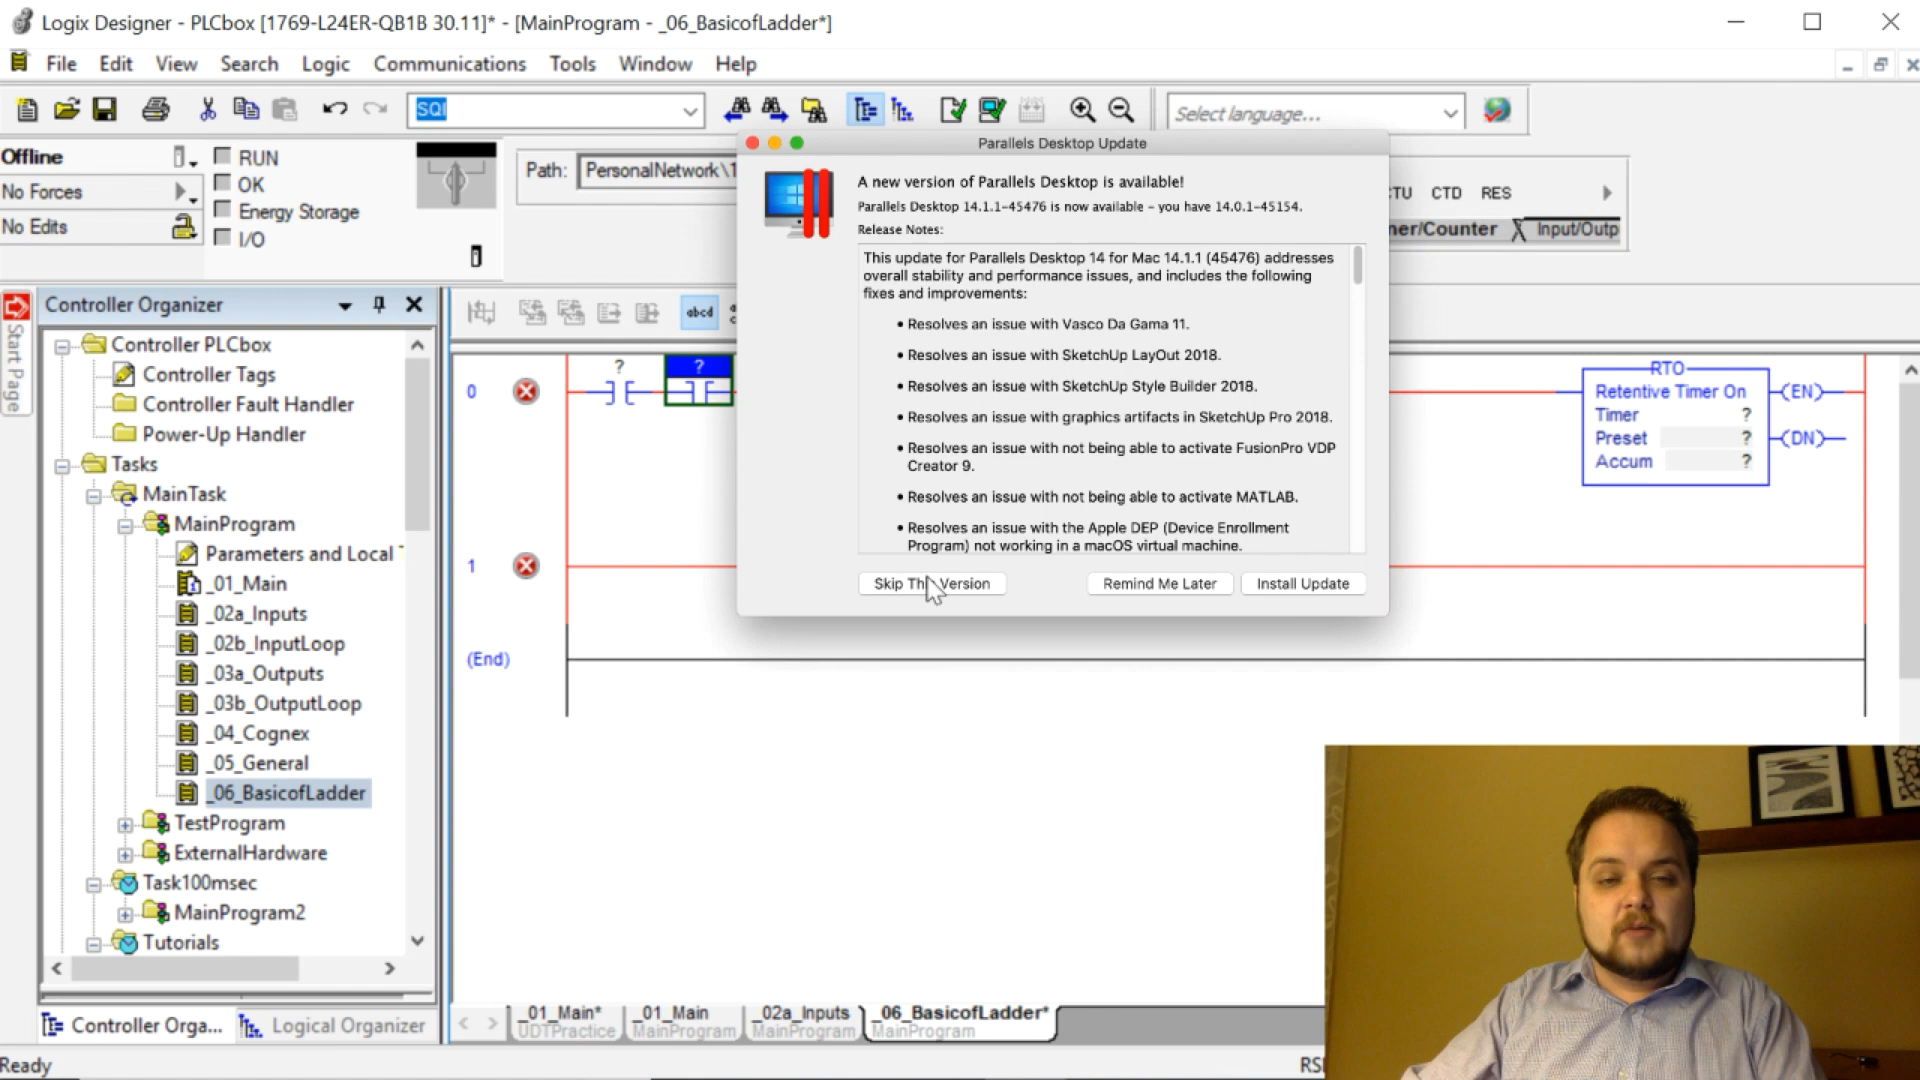 Logix Designer - PLCbox [1769-L24ER-QB1B 30.11]* - [MainProgram - _06_BasicofLadder*]
File Edit View Search Logic Communications Tools Window Help
SQI
Select language...
Offline
No Forces
No Edits
RUN
OK
Energy Storage
I/O
Path: PersonalNetwork\1
CTD RES
Input/Outp
Parallels Desktop Update
A new version of Parallels Desktop is available!
Parallels Desktop 14.1.1-45476 is now available - you have 14.0.1-45154.
Release Notes:
This update for Parallels Desktop 14 for Mac 14.1.1 (45476) addresses
overall stability and performance issues, and includes the following
fixes and improvements:
• Resolves an issue with Vasco Da Gama 11.
• Resolves an issue with SketchUp LayOut 2018.
• Resolves an issue with SketchUp Style Builder 2018.
• Resolves an issue with graphics artifacts in SketchUp Pro 2018.
• Resolves an issue with not being able to activate FusionPro VDP
Creator 9.
• Resolves an issue with not being able to activate MATLAB.
• Resolves an issue with the Apple DEP (Device Enrollment
Program) not working in a macOS virtual machine.
Skip This Version Remind Me Later Install Update
Start Page
Controller Organizer
Controller PLCbox
Controller Tags
Controller Fault Handler
Power-Up Handler
Tasks
MainTask
MainProgram
Parameters and Local
_01_Main
_02a_Inputs
_02b_InputLoop
_03a_Outputs
_03b_OutputLoop
_04_Cognex
_05_General
_06_BasicofLadder
TestProgram
ExternalHardware
Task100msec
MainProgram2
Tutorials
Controller Orga... Logical Organizer
abcd
0
? ?
RTO
Retentive Timer On (EN)
Timer ?
Preset ? (DN)
Accum ?
1
(End)
_01_Main* _01_Main _02a_Inputs _06_BasicofLadder*
UDTPractice MainProgram MainProgram MainProgram
Ready